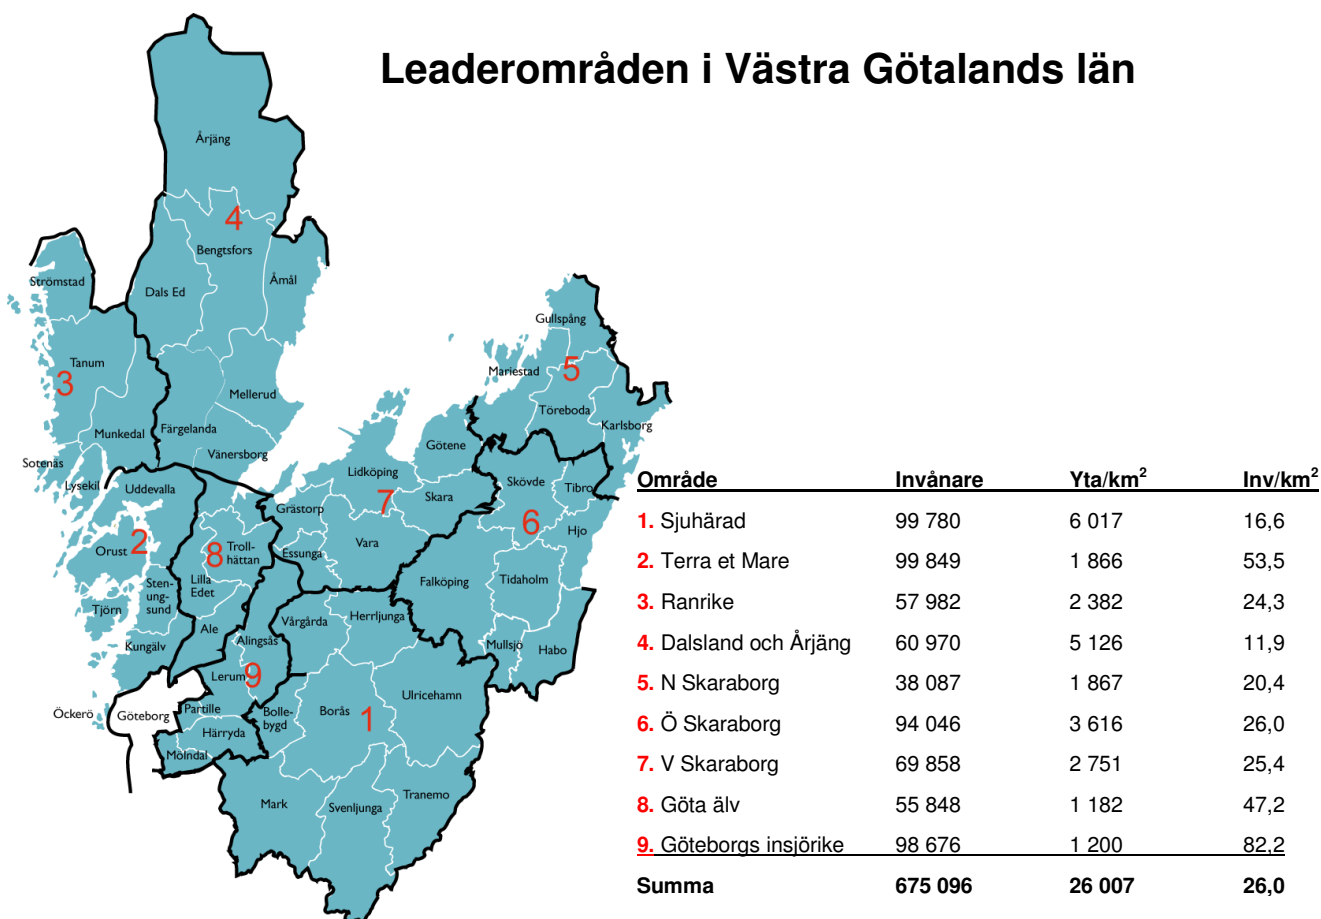 Leaderområden i Västra Götalands län
Årjäng
4
Bengtsfors
Strömstad
Dals Ed
Åmål
Gullspång
Tanum
3
Mariestad
5
Mellerud
Töreboda
Karlsborg
Munkedal
Färgelanda
Götene
Vänersborg
Sotenäs
Lidköping
Lysekil
Uddevalla
Skara
Skövde
Tibro
7
Grästorp
6
Hjo
2
Orust
8
Troll-
hättan
Vara
Essunga
Sten-
ung-
sund
Lilla
Edet
Falköping
Tidaholm
Tjörn
Ale
Vårgårda
Herrljunga
Alingsås
Kungälv
Mullsjö
Habo
Lerum
9
Ulricehamn
Öckerö
Göteborg
Partille
Bolle-
bygd
Borås
1
Härryda
Mölndal
Tranemo
Mark
Svenljunga
Område Invånare Yta/km²  Inv/km²
1. Sjuhärad 99 780 6 017 16,6
2. Terra et Mare 99 849 1 866 53,5
3. Ranrike 57 982 2 382 24,3
4. Dalsland och Årjäng 60 970 5 126 11,9
5. N Skaraborg 38 087 1 867 20,4
6. Ö Skaraborg 94 046 3 616 26,0
7. V Skaraborg 69 858 2 751 25,4
8. Göta älv 55 848 1 182 47,2
9. Göteborgs insjörike 98 676 1 200 82,2
Summa 675 096 26 007 26,0